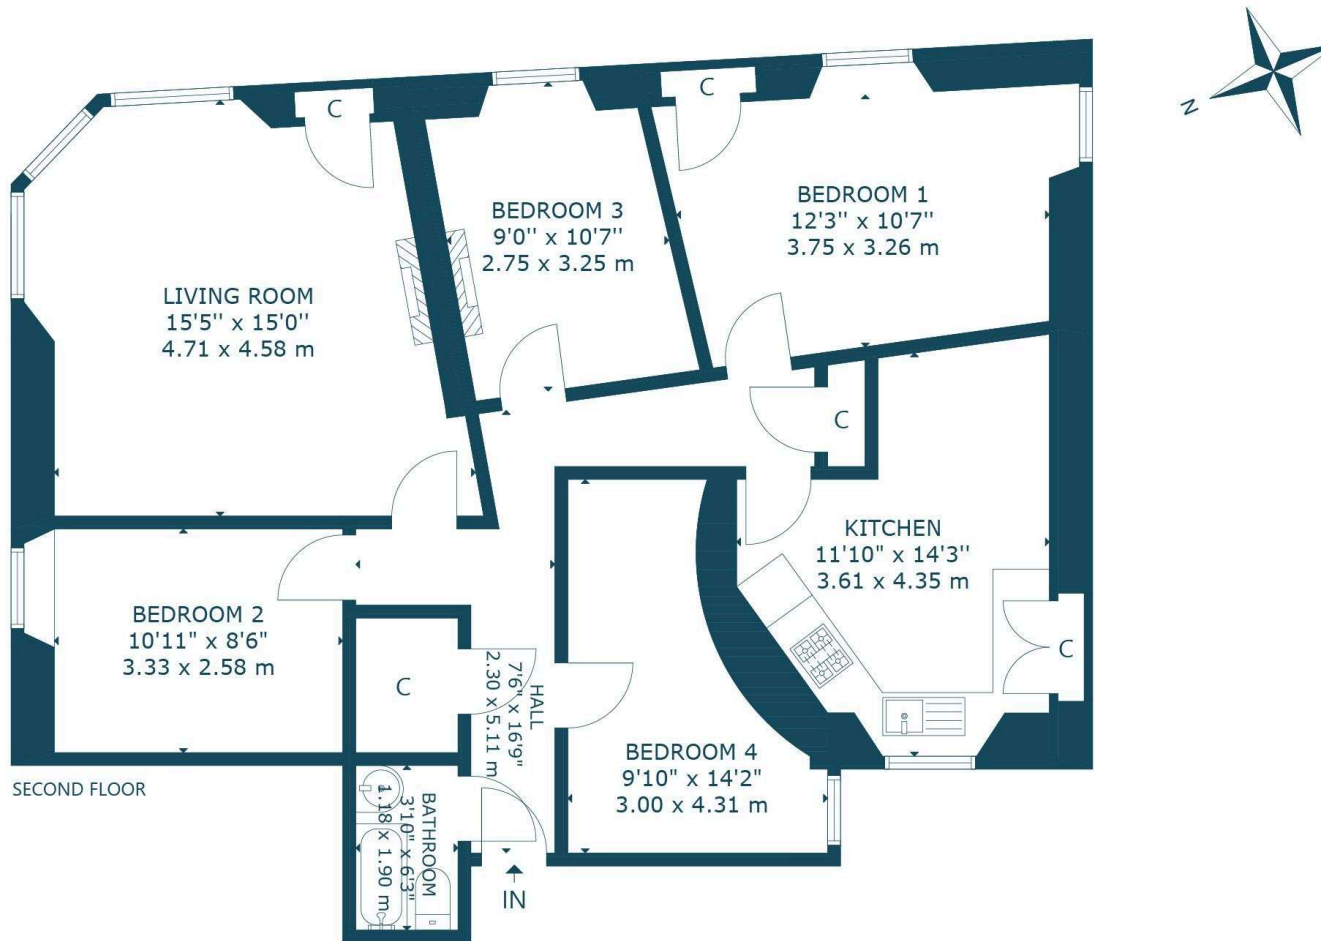 C
C
Z
BEDROOM 3
9'0'' x 10'7''
2.75 x 3.25 m
BEDROOM 1
12'3'' x 10'7''
3.75 x 3.26 m
LIVING ROOM
15'5'' x 15'0''
4.71 x 4.58 m
C
KITCHEN
11'10" x 14'3''
3.61 x 4.35 m
BEDROOM 2
10'11" x 8'6"
3.33 x 2.58 m
C
C
HALL
7'6" x 16'9"
2.30 x 5.11 m
BEDROOM 4
9'10" x 14'2"
3.00 x 4.31 m
SECOND FLOOR
BATHROOM
3'10" x 6'3"
1.18 x 1.90 m
IN